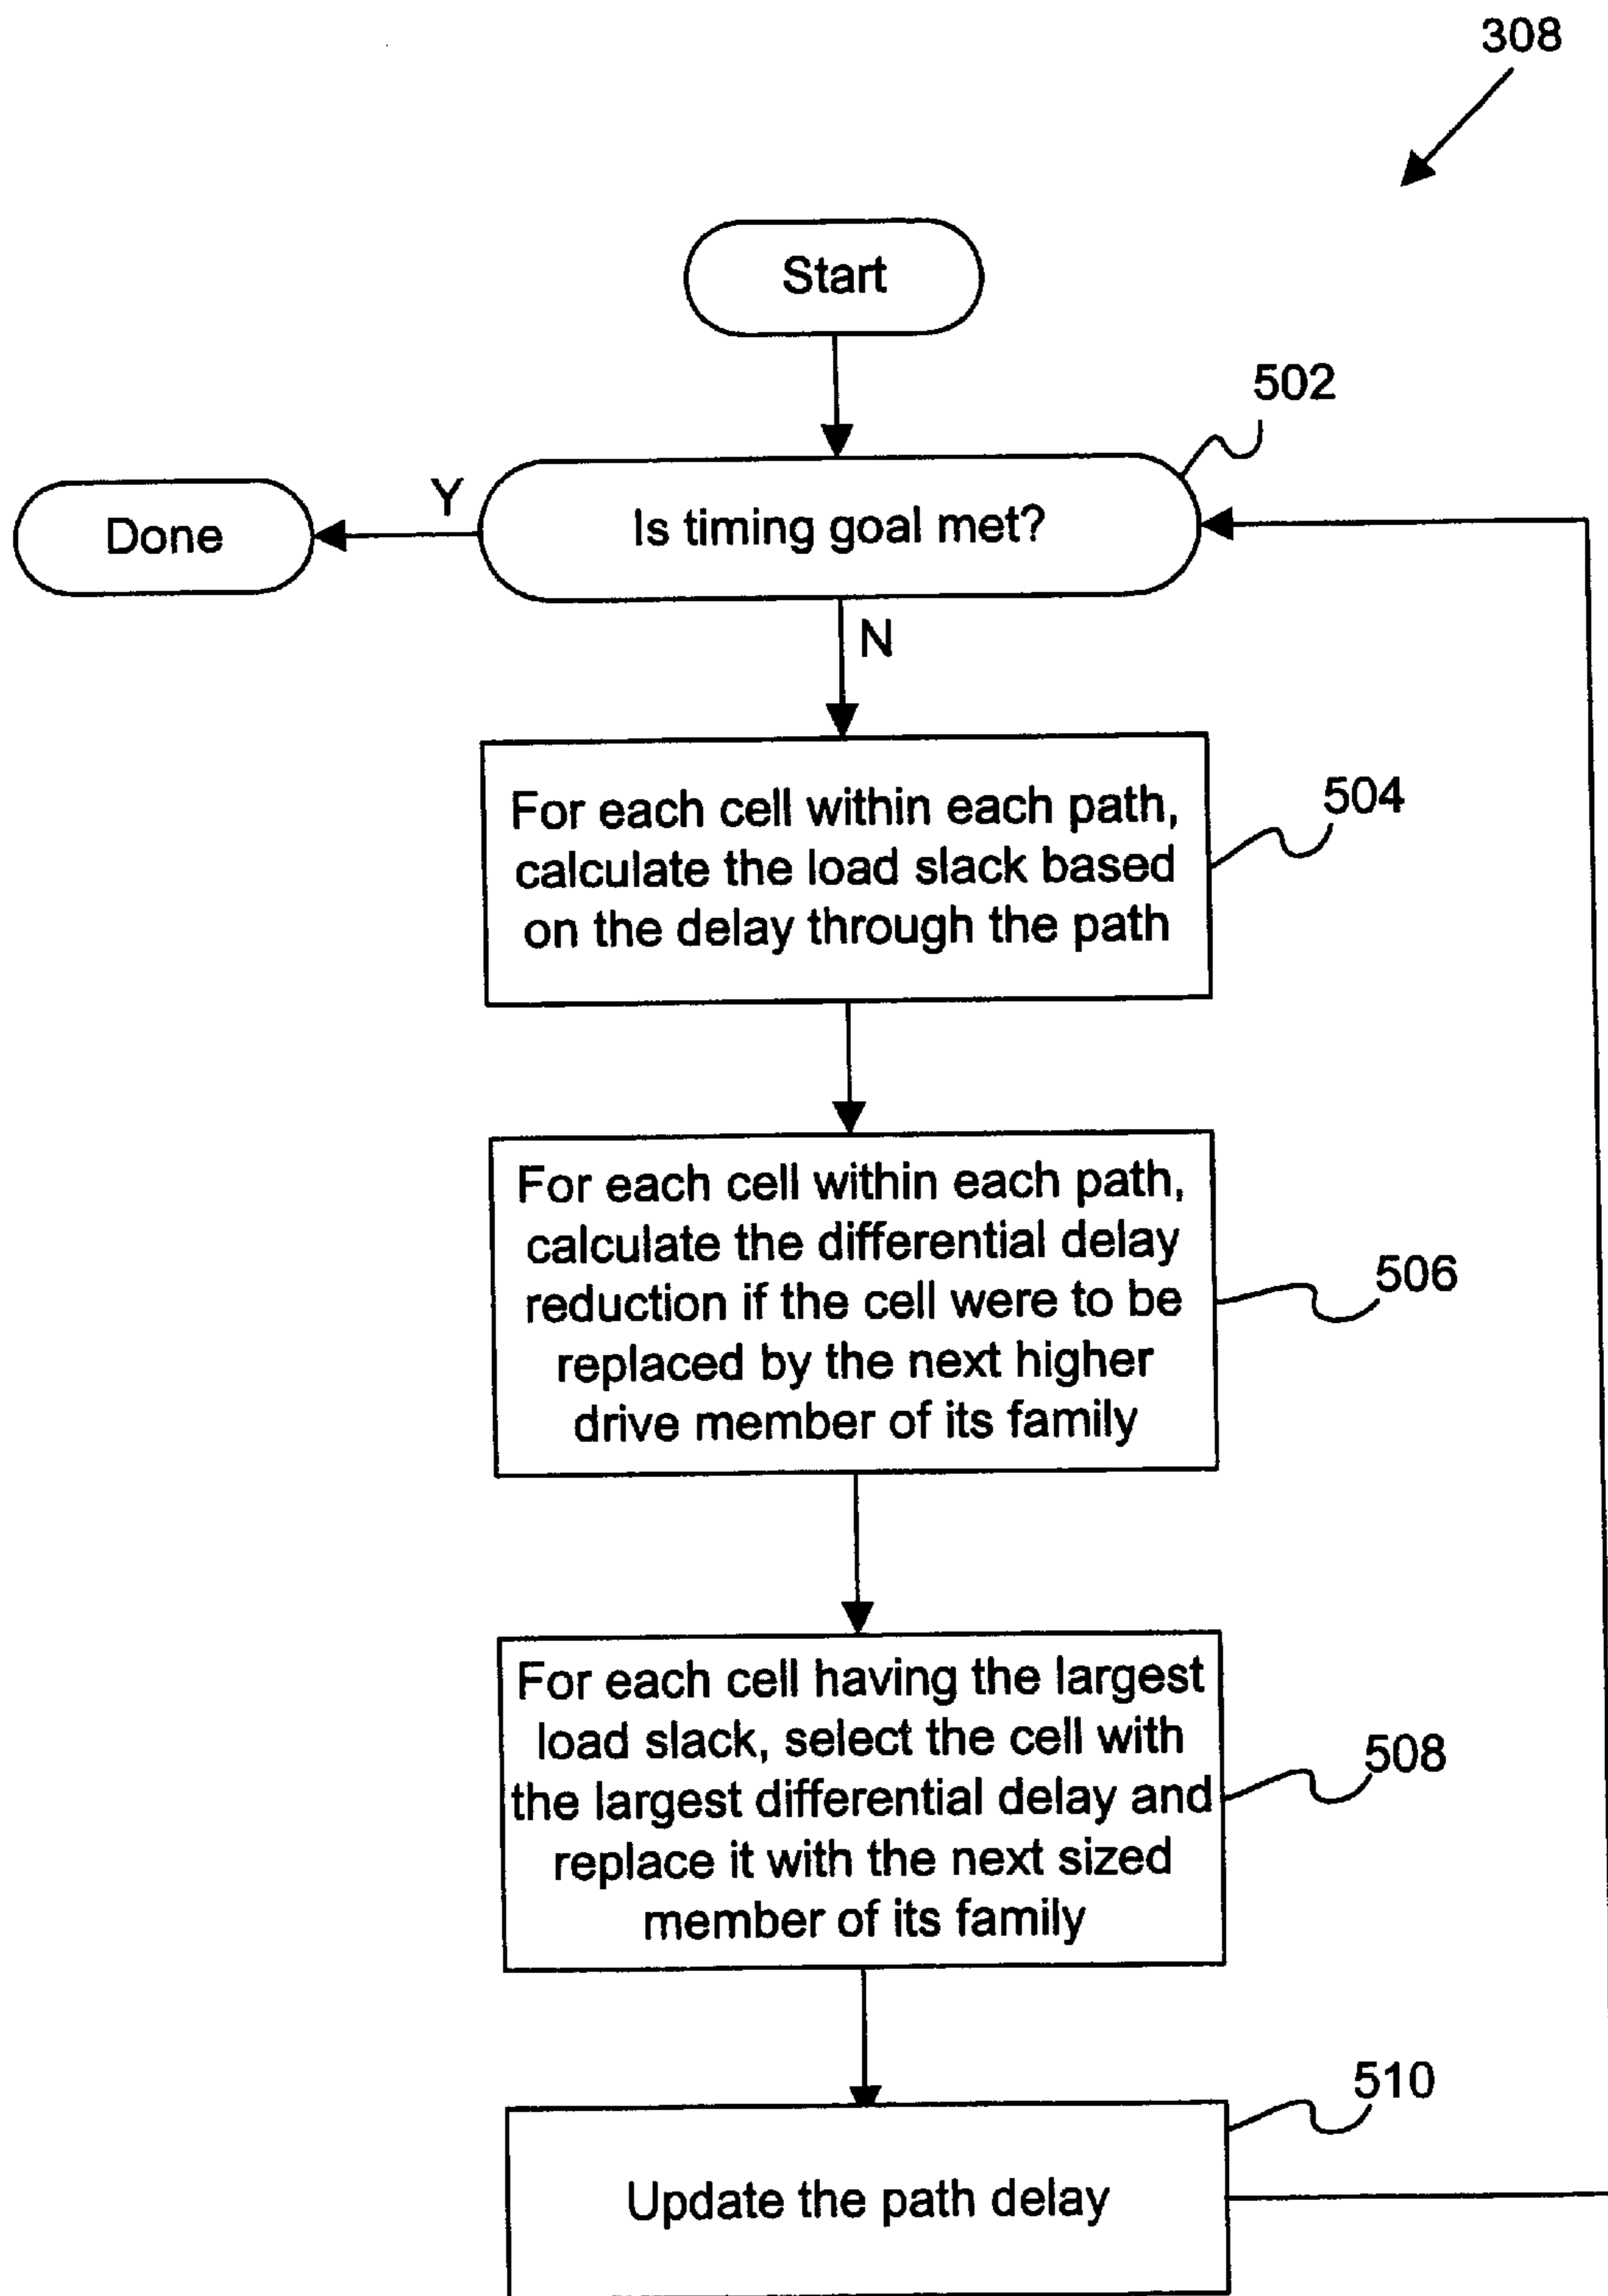 308
Start
502
Is timing goal met?
Y
Done
N
For each cell within each path,
calculate the load slack based
on the delay through the path
504
For each cell within each path,
calculate the differential delay
reduction if the cell were to be
replaced by the next higher
drive member of its family
506
For each cell having the largest
load slack, select the cell with
the largest differential delay and
replace it with the next sized
member of its family
508
510
Update the path delay